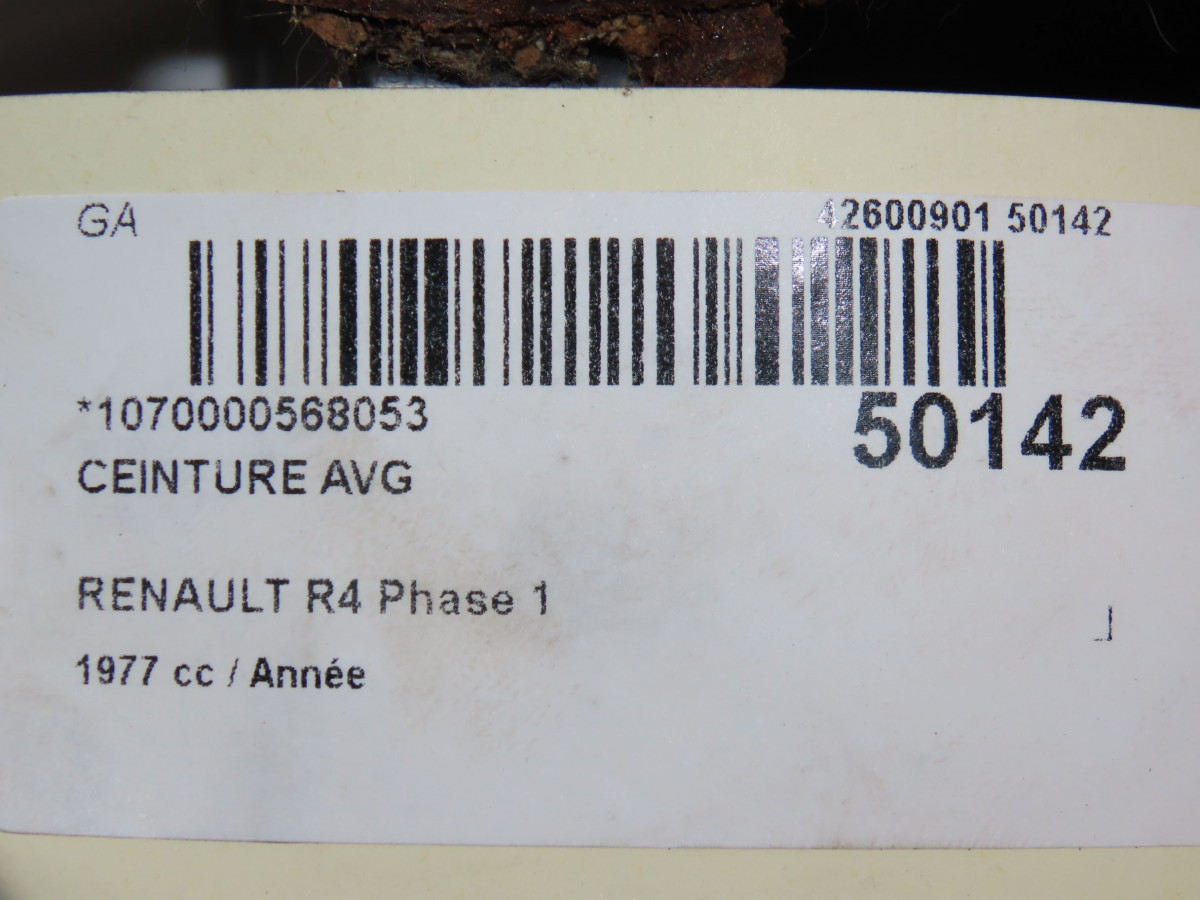 GA 42600901 50142
*1070000568053
50142
CEINTURE AVG
RENAULT R4 Phase 1
1977 cc / Année